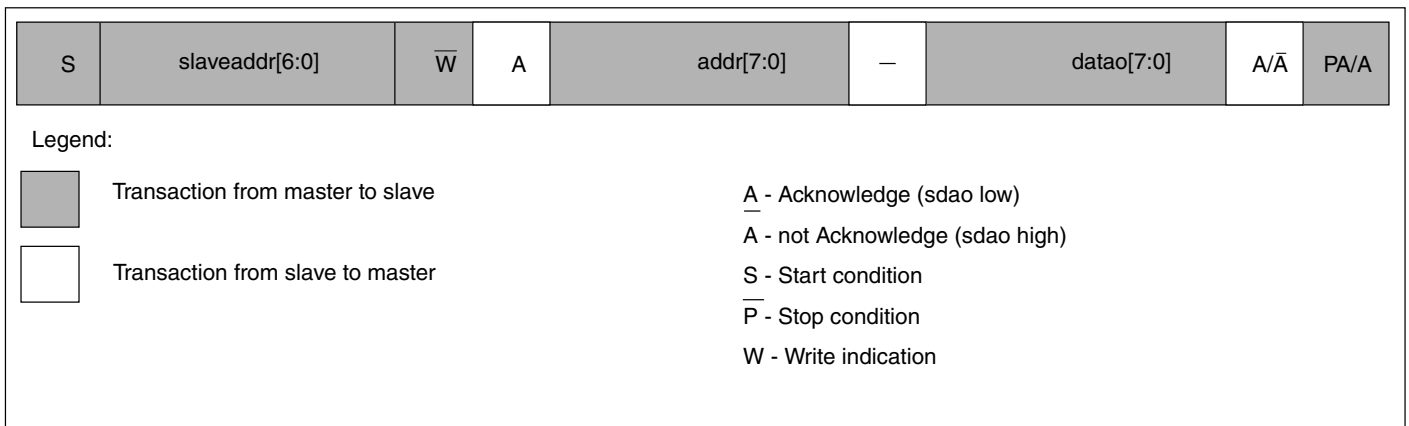 S slaveaddr[6:0] W̅ A addr[7:0] — datao[7:0] A/A̅ PA/A
Legend:
Transaction from master to slave
Transaction from slave to master
A - Acknowledge (sdao low)
A̅ - not Acknowledge (sdao high)
S - Start condition
P̅ - Stop condition
W - Write indication